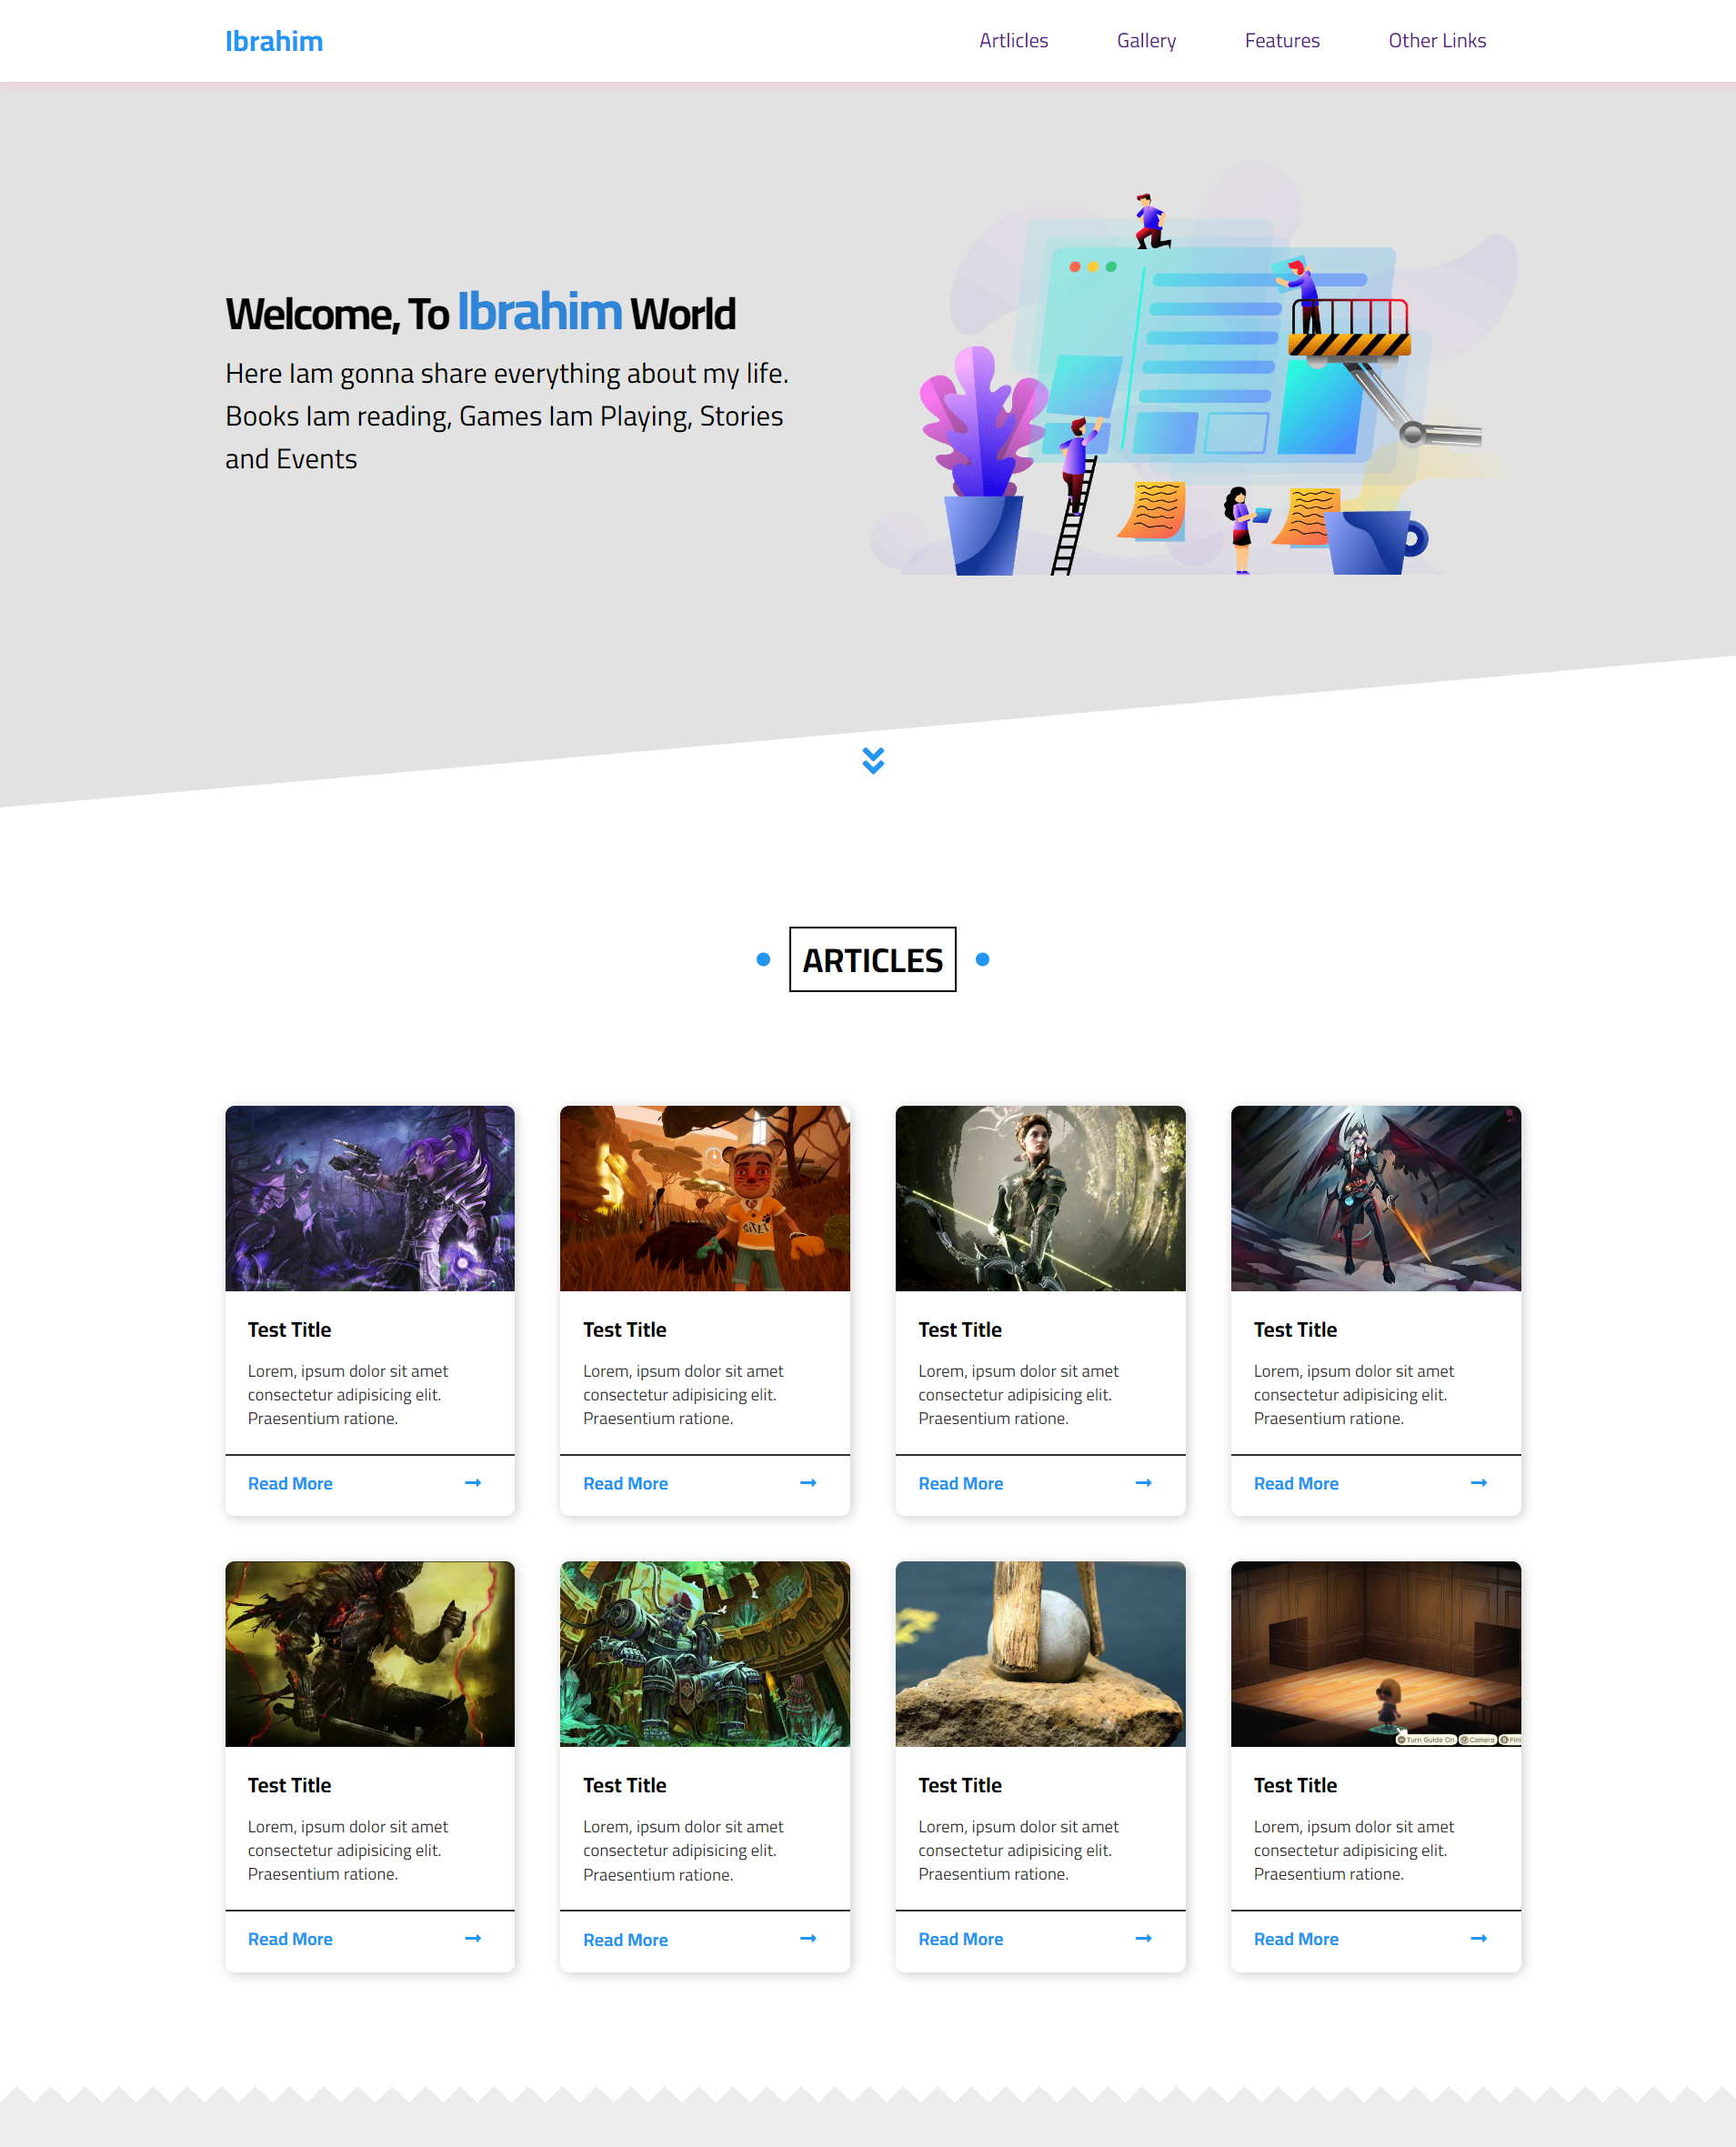 Ibrahim
Artlicles Gallery Features Other Links
Welcome, To Ibrahim World
Here Iam gonna share everything about my life.
Books Iam reading, Games Iam Playing, Stories
and Events
ARTICLES
Test Title
Lorem, ipsum dolor sit amet
consectetur adipisicing elit.
Praesentium ratione.
Read More
Test Title
Lorem, ipsum dolor sit amet
consectetur adipisicing elit.
Praesentium ratione.
Read More
Test Title
Lorem, ipsum dolor sit amet
consectetur adipisicing elit.
Praesentium ratione.
Read More
Test Title
Lorem, ipsum dolor sit amet
consectetur adipisicing elit.
Praesentium ratione.
Read More
Turn Guide On Camera
Test Title
Lorem, ipsum dolor sit amet
consectetur adipisicing elit.
Praesentium ratione.
Read More
Test Title
Lorem, ipsum dolor sit amet
consectetur adipisicing elit.
Praesentium ratione.
Read More
Test Title
Lorem, ipsum dolor sit amet
consectetur adipisicing elit.
Praesentium ratione.
Read More
Test Title
Lorem, ipsum dolor sit amet
consectetur adipisicing elit.
Praesentium ratione.
Read More